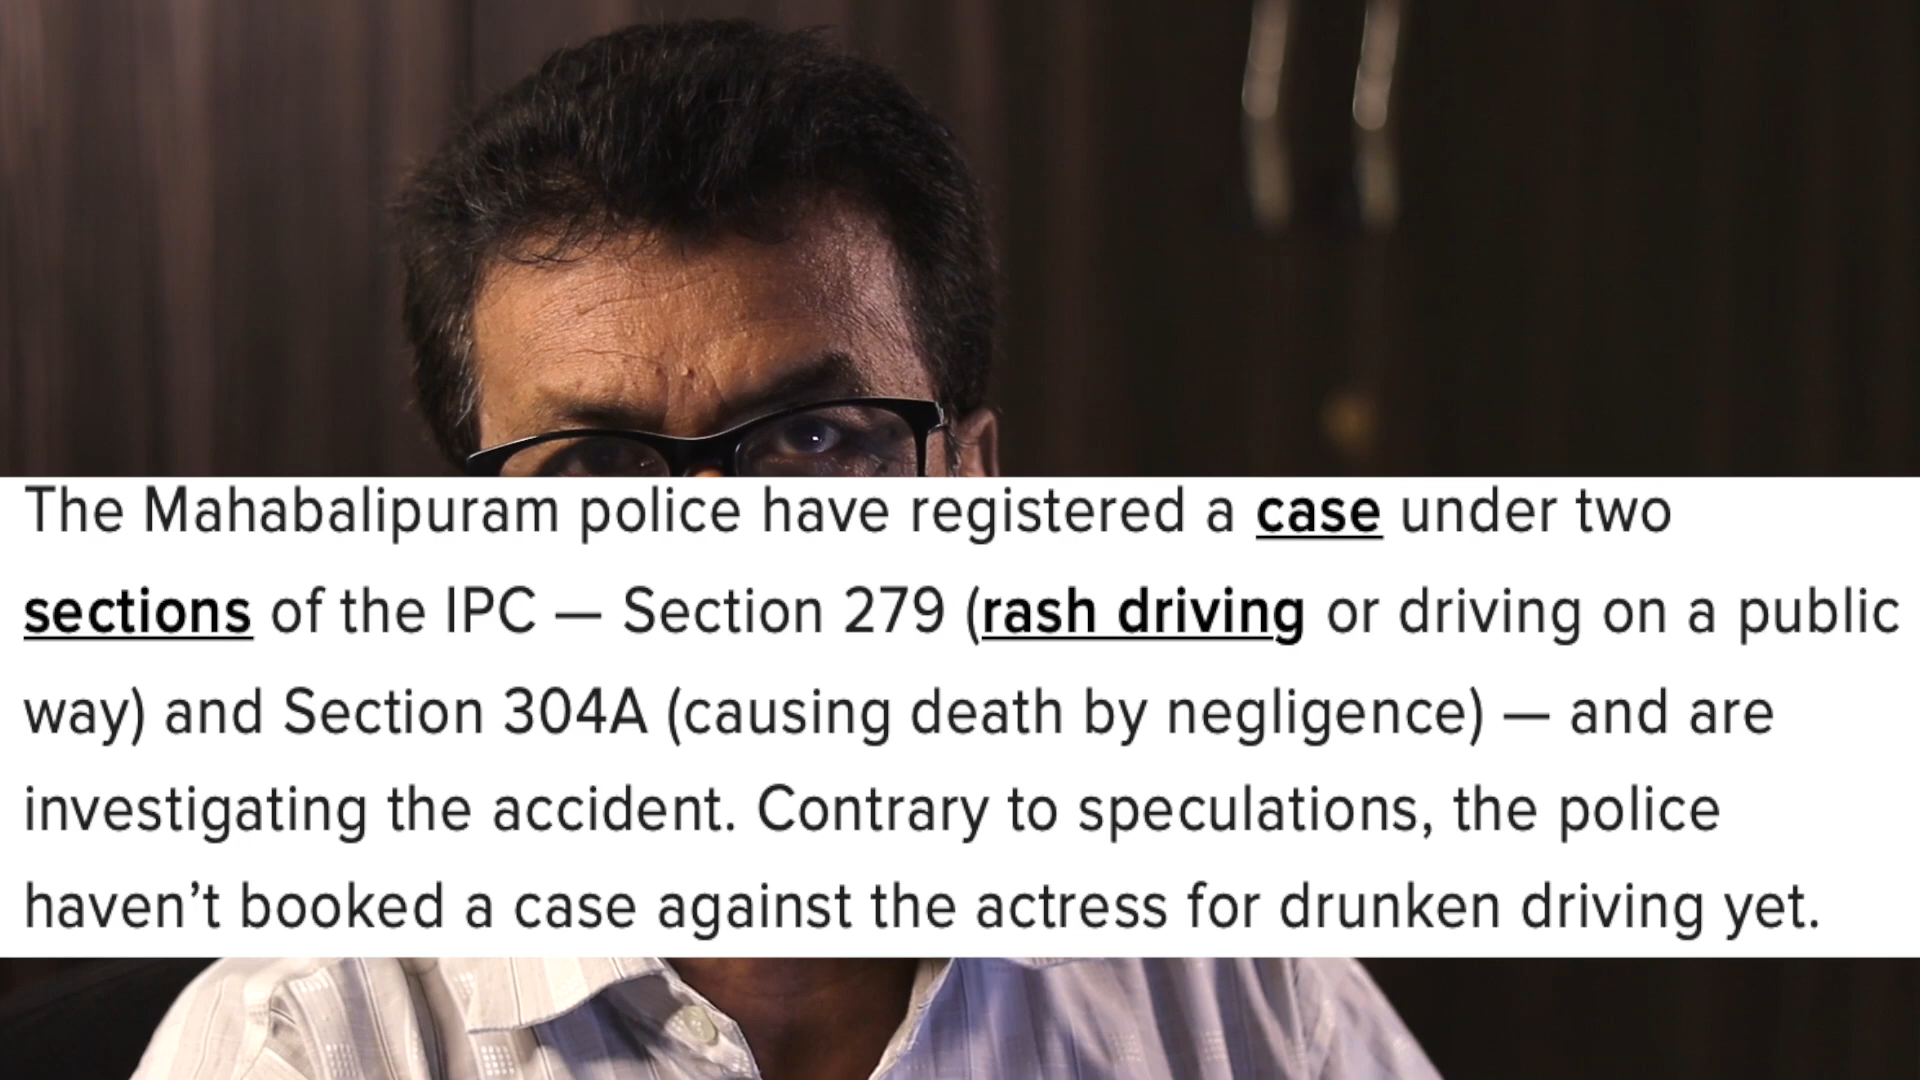 The Mahabalipuram police have registered a case under two
sections of the IPC — Section 279 (rash driving or driving on a public
way) and Section 304A (causing death by negligence) — and are
investigating the accident. Contrary to speculations, the police
haven’t booked a case against the actress for drunken driving yet.